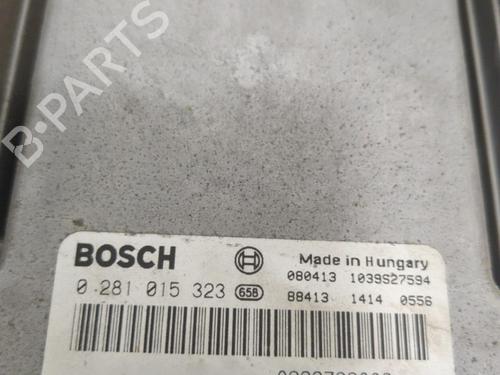 B-PARTS
BOSCH
Made in Hungary
080413 1039S27594
0 281 015 323 658
88413 1414 0556